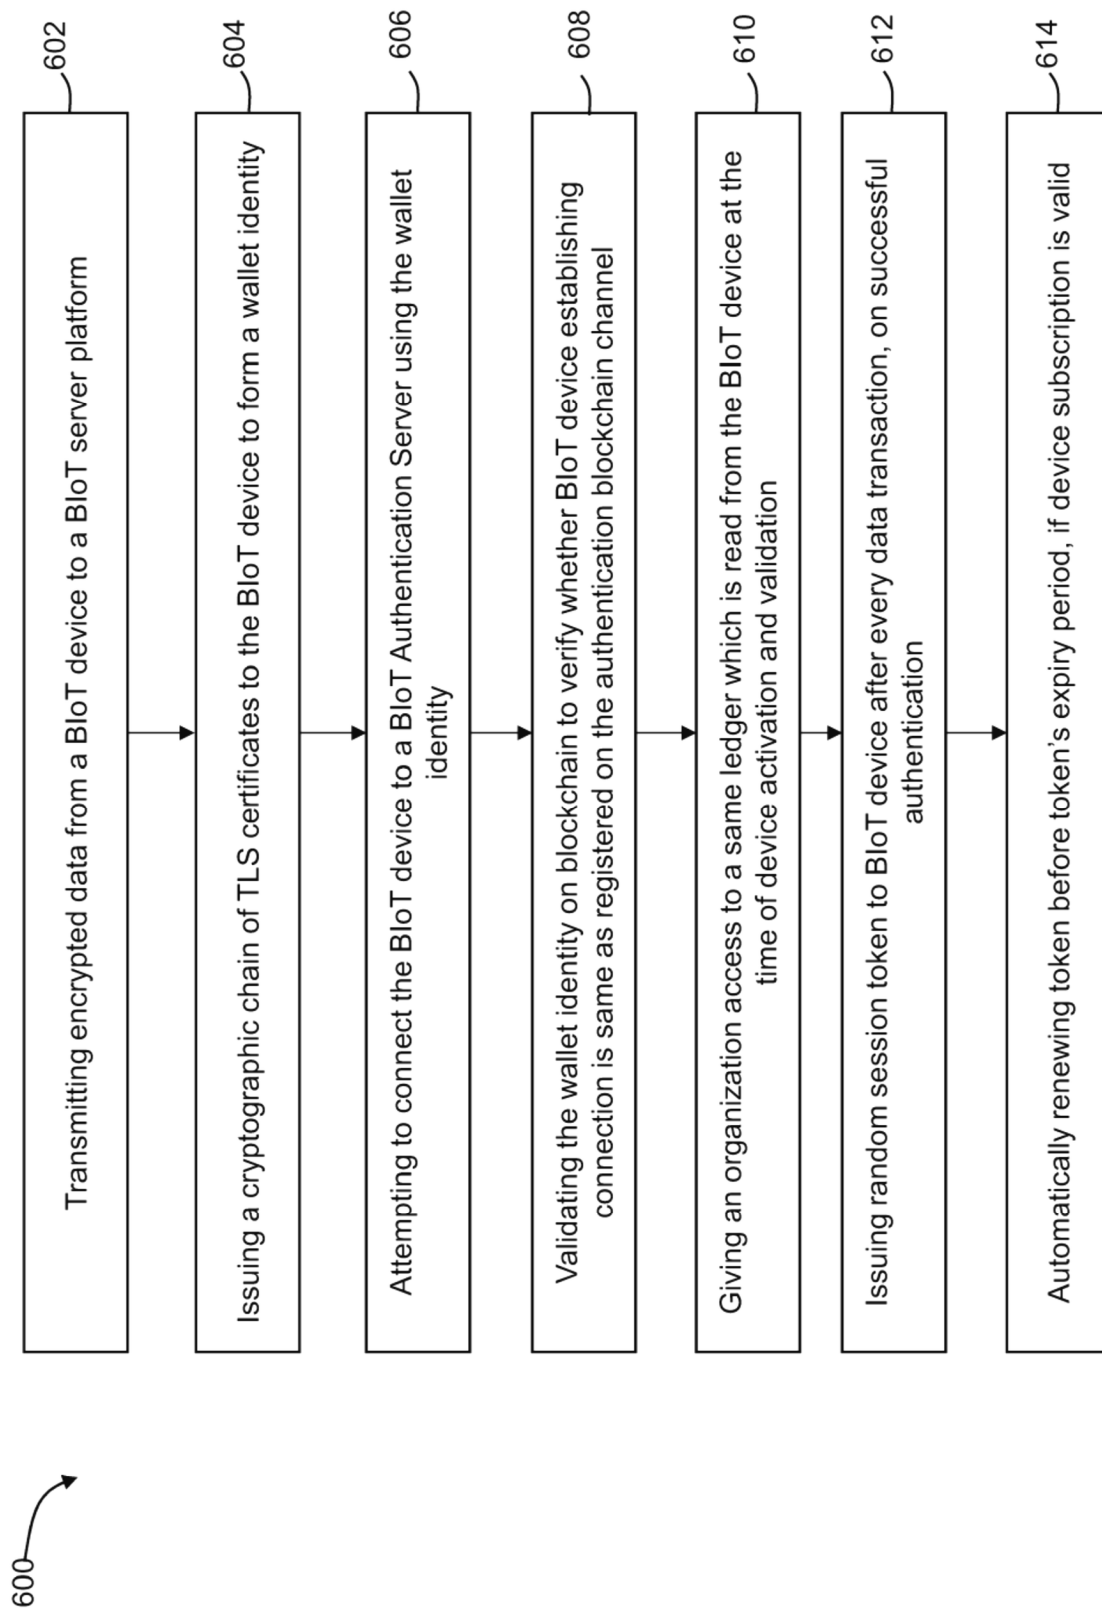 600
602
Transmitting encrypted data from a BIoT device to a BIoT server platform
604
Issuing a cryptographic chain of TLS certificates to the BIoT device to form a wallet identity
606
Attempting to connect the BIoT device to a BIoT Authentication Server using the wallet
identity
608
Validating the wallet identity on blockchain to verify whether BIoT device establishing
connection is same as registered on the authentication blockchain channel
610
Giving an organization access to a same ledger which is read from the BIoT device at the
time of device activation and validation
612
Issuing random session token to BIoT device after every data transaction, on successful
authentication
614
Automatically renewing token before token’s expiry period, if device subscription is valid